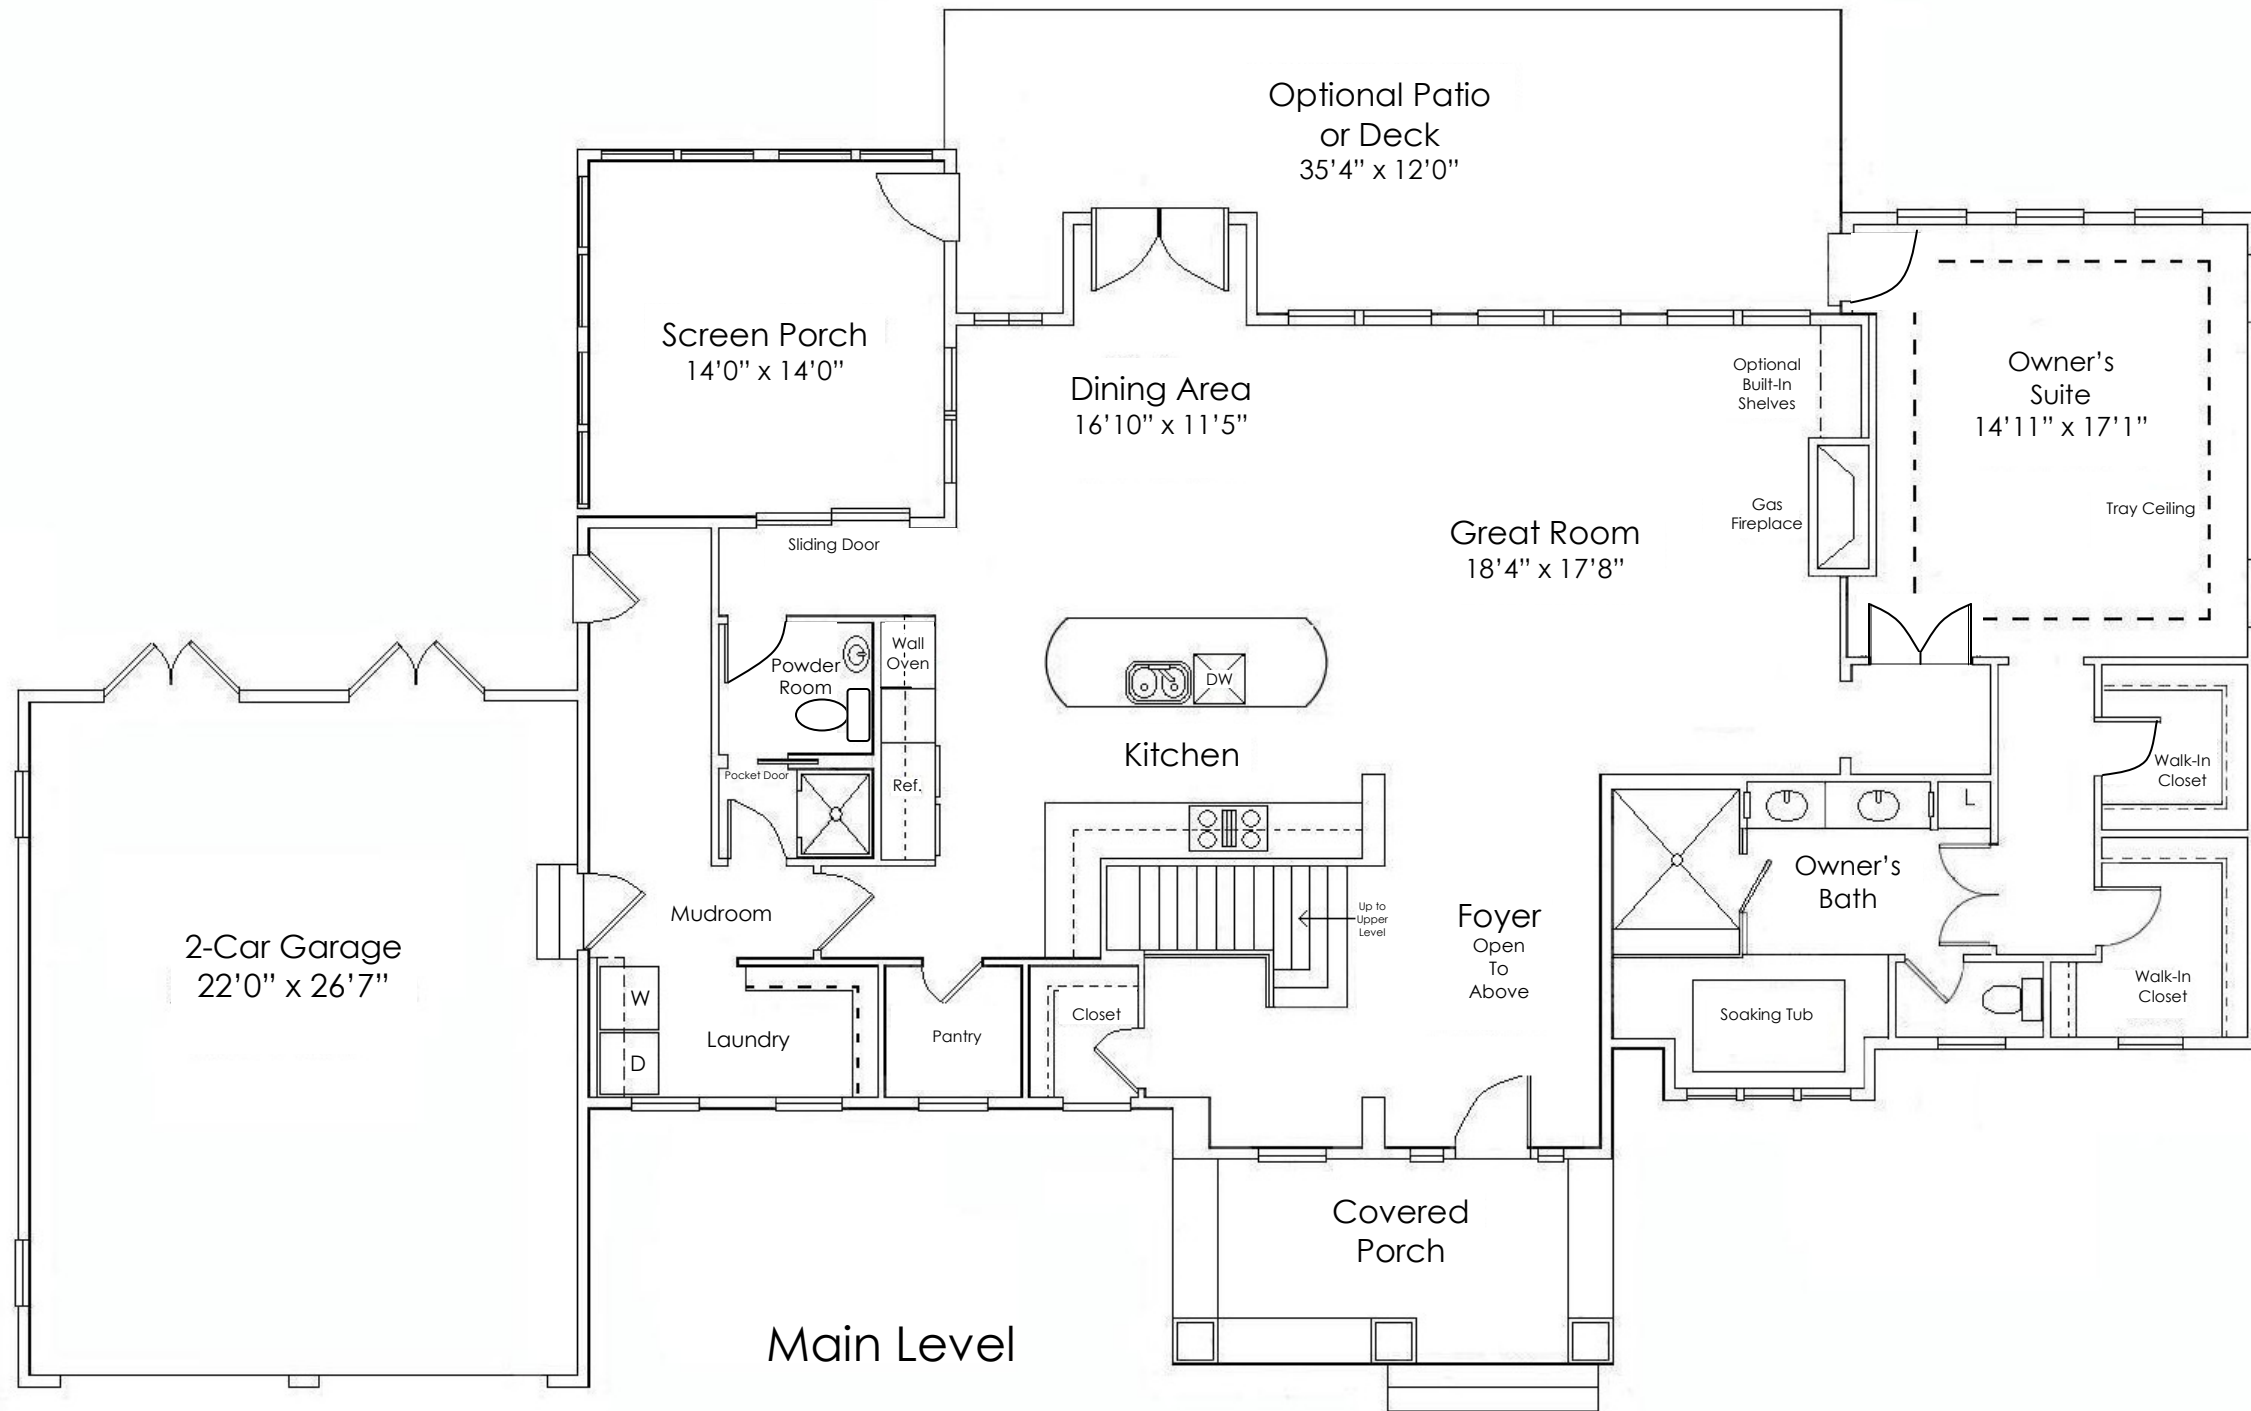 Optional Patio
or Deck
35’4” x 12’0”
Screen Porch
14’0” x 14’0”
Dining Area
16’10” x 11’5”
Optional
Built-In
Shelves
Owner’s
Suite
14’11” x 17’1”
Tray Ceiling
Gas
Fireplace
Great Room
18’4” x 17’8”
Sliding Door
Wall
Oven
Powder
Room
DW
Kitchen
Pocket Door
Ref.
Walk-In
Closet
L
Owner’s
Bath
Mudroom
Up to
Upper
Level
Foyer
Open
To
Above
2-Car Garage
22’0” x 26’7”
W
D
Laundry
Pantry
Closet
Soaking Tub
Walk-In
Closet
Covered
Porch
Main Level